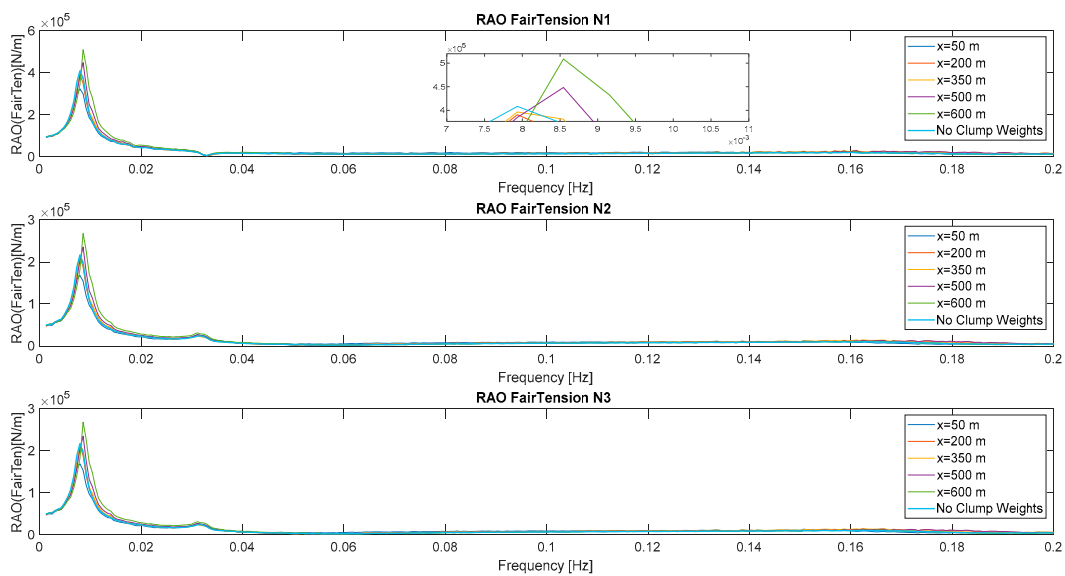 RAO FairTension N1
×10^5
RAO(FairTen)[N/m]
6
4
2
0
0 0.02 0.04 0.06 0.08 0.1 0.12 0.14 0.16 0.18 0.2
Frequency [Hz]
×10^5
5
4.5
4
7 7.5 8 8.5 9 9.5 10 10.5 11
×10^-3
x=50 m
x=200 m
x=350 m
x=500 m
x=600 m
No Clump Weights
RAO FairTension N2
×10^5
RAO(FairTen)[N/m]
3
2
1
0
0 0.02 0.04 0.06 0.08 0.1 0.12 0.14 0.16 0.18 0.2
Frequency [Hz]
x=50 m
x=200 m
x=350 m
x=500 m
x=600 m
No Clump Weights
RAO FairTension N3
×10^5
RAO(FairTen)[N/m]
3
2
1
0
0 0.02 0.04 0.06 0.08 0.1 0.12 0.14 0.16 0.18 0.2
Frequency [Hz]
x=50 m
x=200 m
x=350 m
x=500 m
x=600 m
No Clump Weights